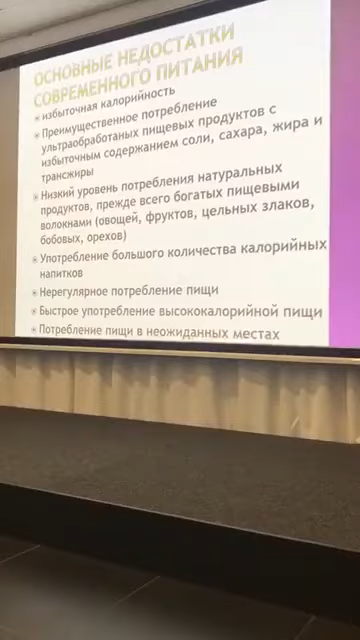 ОСНОВНЫЕ НЕДОСТАТКИ
СОВРЕМЕННОГО ПИТАНИЯ
избыточная калорийность
Преимущественное потребление
ультраобработаных пищевых продуктов с
избыточным содержанием соли, сахара, жира и
трансжиры
Низкий уровень потребления натуральных
продуктов, прежде всего богатых пищевыми
волокнами (овощей, фруктов, цельных злаков,
бобовых, орехов)
Употребление большого количества калорийных
напитков
Нерегулярное потребление пищи
Быстрое употребление высококалорийной пищи
Потребление пищи в неожиданных местах